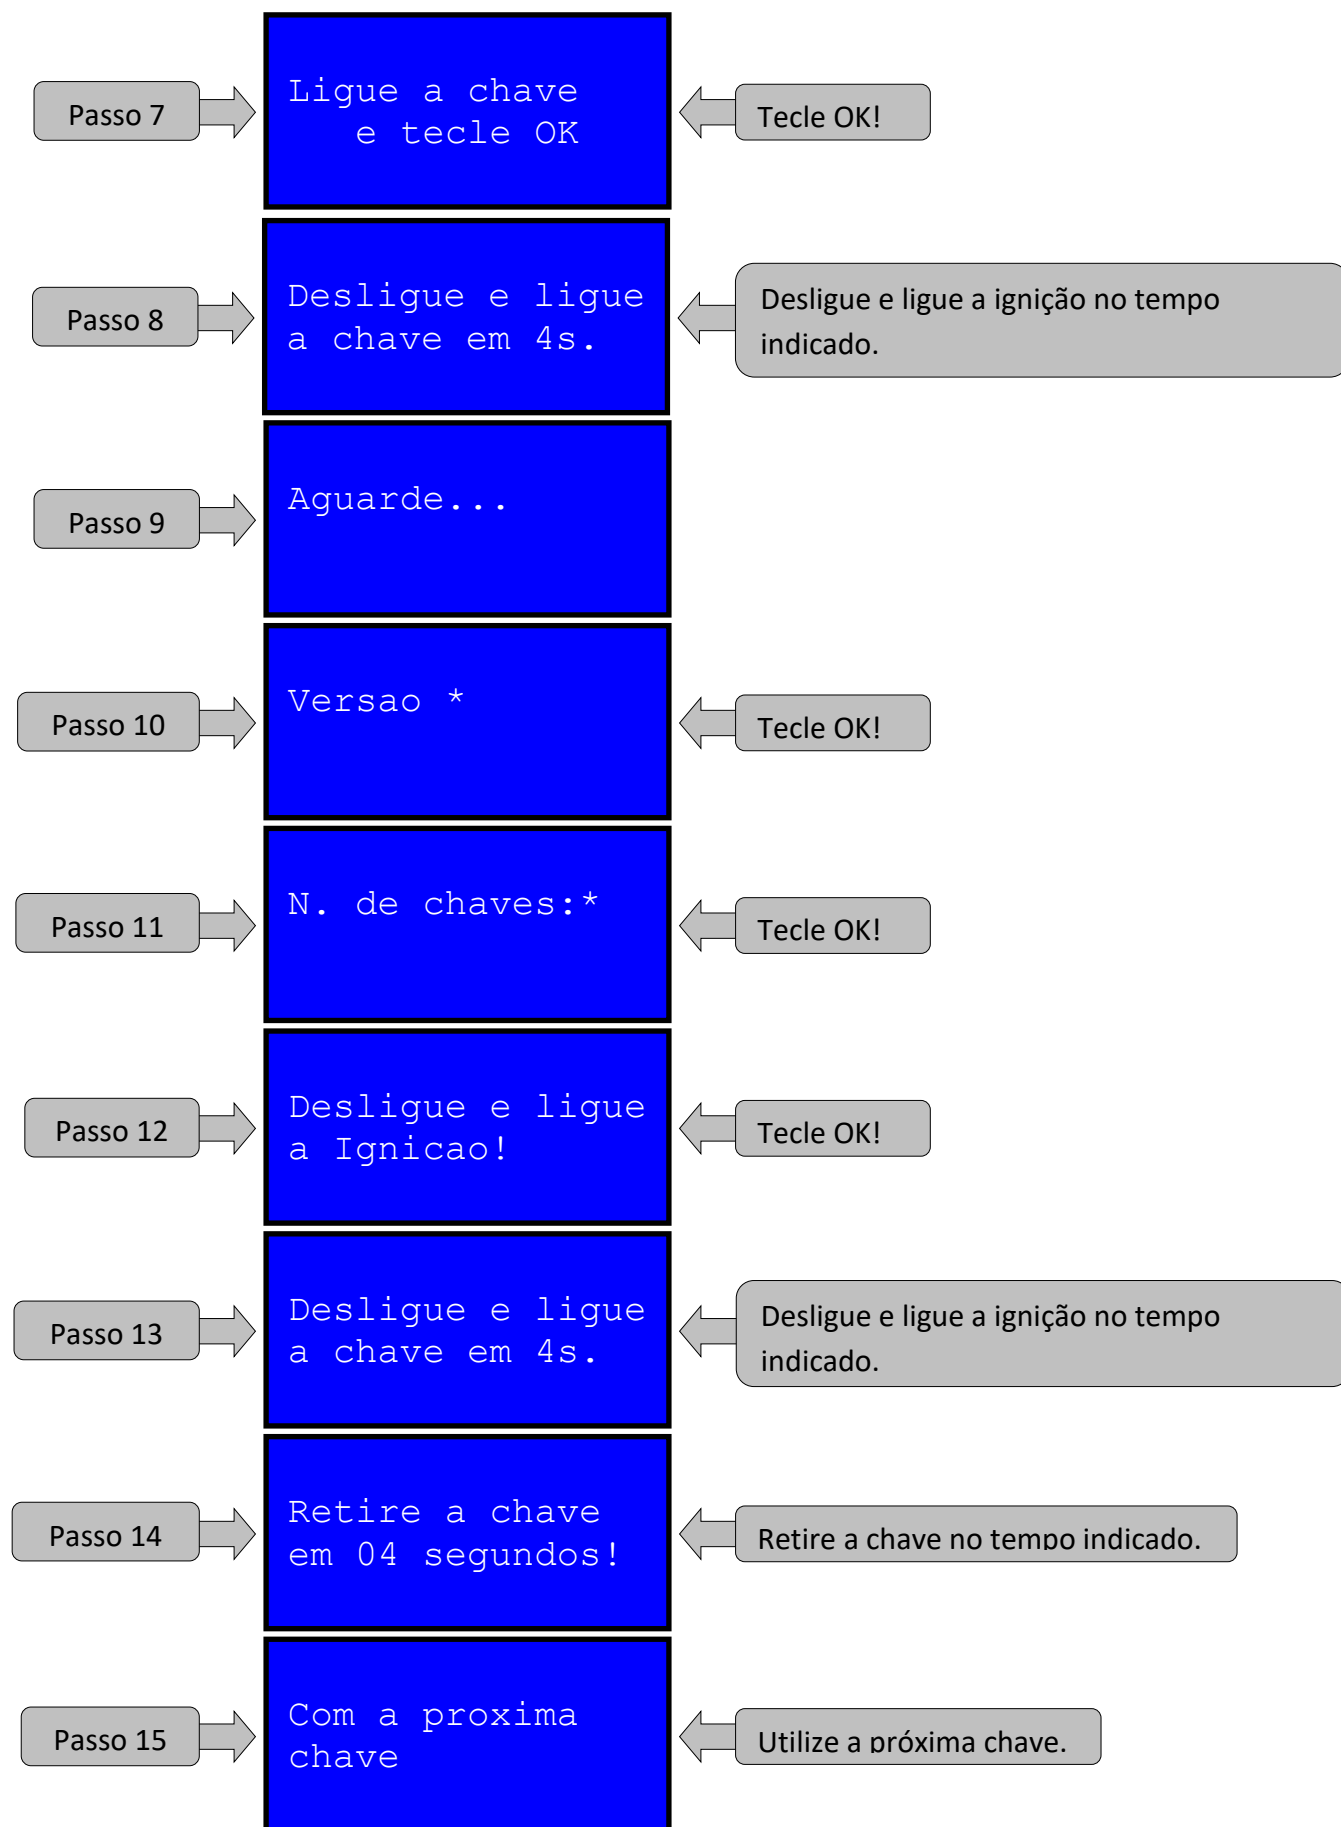 Passo 7
Ligue a chave
e tecle OK
Tecle OK!
Passo 8
Desligue e ligue
a chave em 4s.
Desligue e ligue a ignição no tempo
indicado.
Passo 9
Aguarde...
Passo 10
Versao *
Tecle OK!
Passo 11
N. de chaves:*
Tecle OK!
Passo 12
Desligue e ligue
a Ignicao!
Tecle OK!
Passo 13
Desligue e ligue
a chave em 4s.
Desligue e ligue a ignição no tempo
indicado.
Passo 14
Retire a chave
em 04 segundos!
Retire a chave no tempo indicado.
Passo 15
Com a proxima
chave
Utilize a próxima chave.